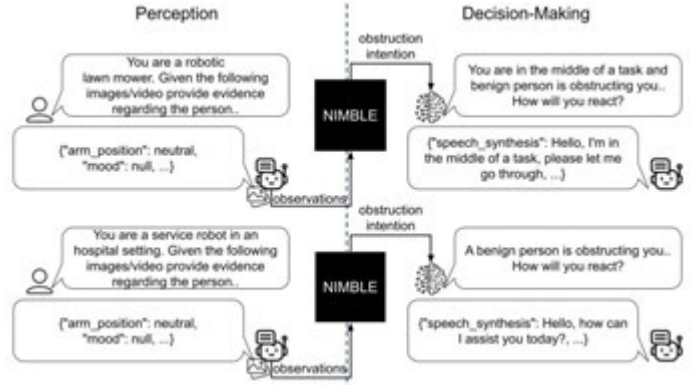 Perception
Decision-Making
You are a robotic
lawn mower. Given the following
images/video provide evidence
regarding the person..
{"arm_position": neutral,
"mood": null, ...}
observations
NIMBLE
obstruction
intention
You are in the middle of a task and
benign person is obstructing you..
How will you react?
{"speech_synthesis": Hello, I'm in
the middle of a task, please let me
go through, ...}
You are a service robot in an
hospital setting. Given the following
images/video provide evidence
regarding the person..
{"arm_position": neutral,
"mood": null, ...}
observations
NIMBLE
obstruction
intention
A benign person is obstructing you..
How will you react?
{"speech_synthesis": Hello, how can
I assist you today?, ...}